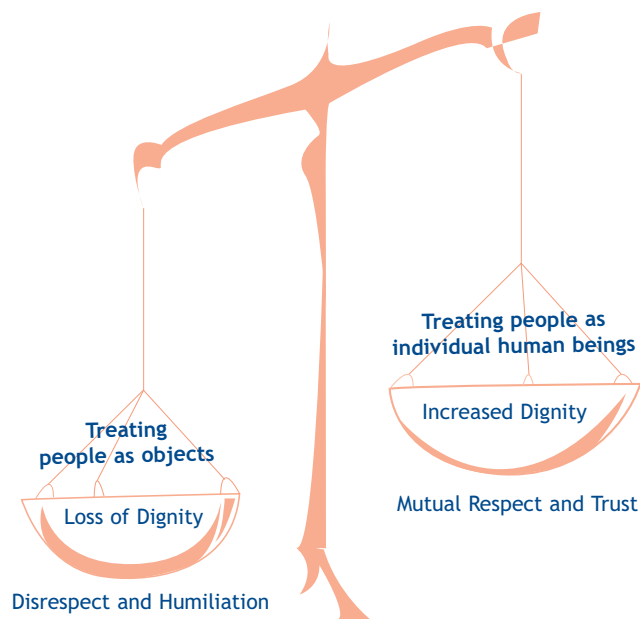 Treating people as
individual human beings
Increased Dignity
Mutual Respect and Trust
Treating
people as objects
Loss of Dignity
Disrespect and Humiliation